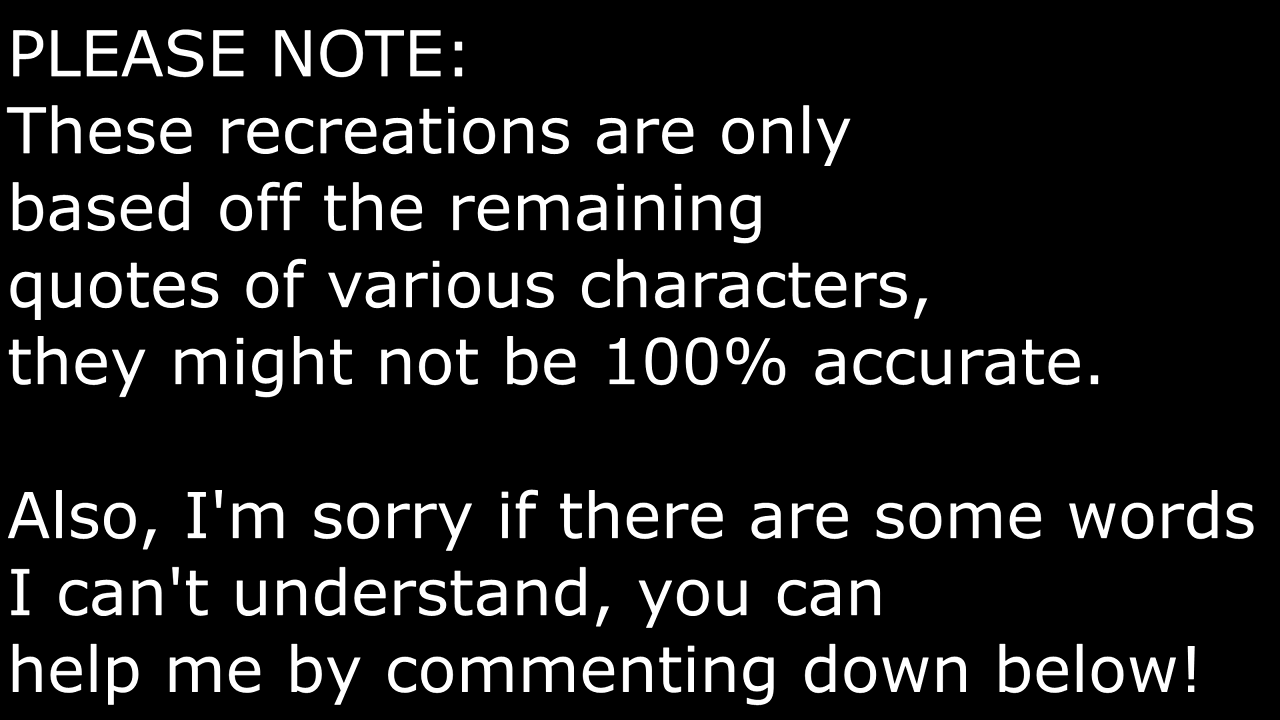 PLEASE NOTE:
These recreations are only
based off the remaining
quotes of various characters,
they might not be 100% accurate.
Also, I'm sorry if there are some words
I can't understand, you can
help me by commenting down below!